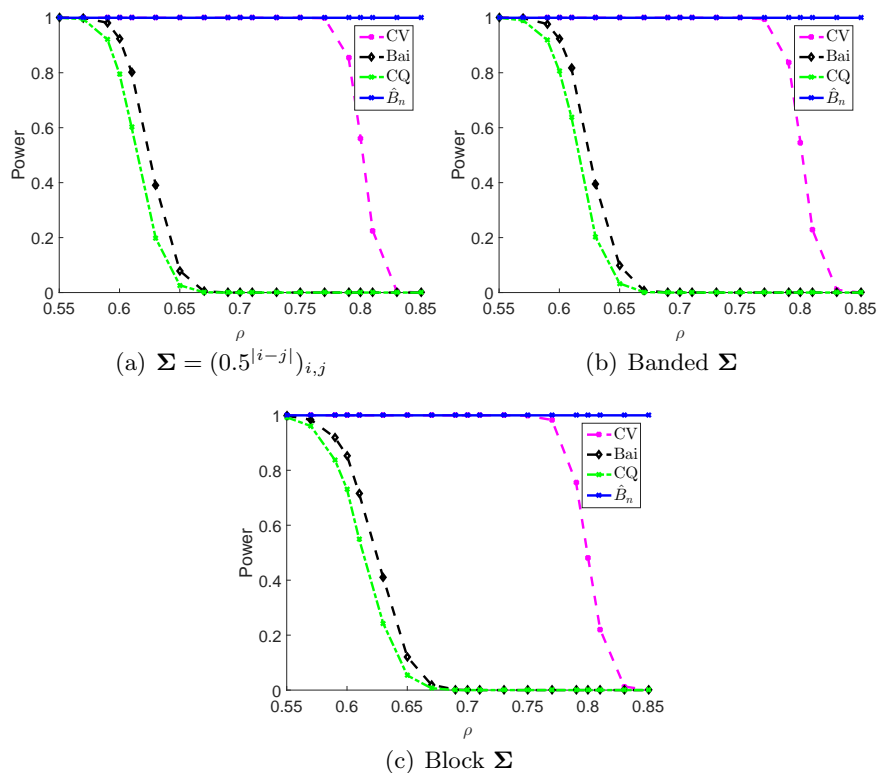 1
0.8
0.6
0.4
0.2
0
Power
0.55 0.6 0.65 0.7 0.75 0.8 0.85
ρ
CV
Bai
CQ
B̂ₙ
(a) Σ = (0.5^{|i−j|})_{i,j}
1
0.8
0.6
0.4
0.2
0
Power
0.55 0.6 0.65 0.7 0.75 0.8 0.85
ρ
CV
Bai
CQ
B̂ₙ
(b) Banded Σ
1
0.8
0.6
0.4
0.2
0
Power
0.55 0.6 0.65 0.7 0.75 0.8 0.85
ρ
CV
Bai
CQ
B̂ₙ
(c) Block Σ